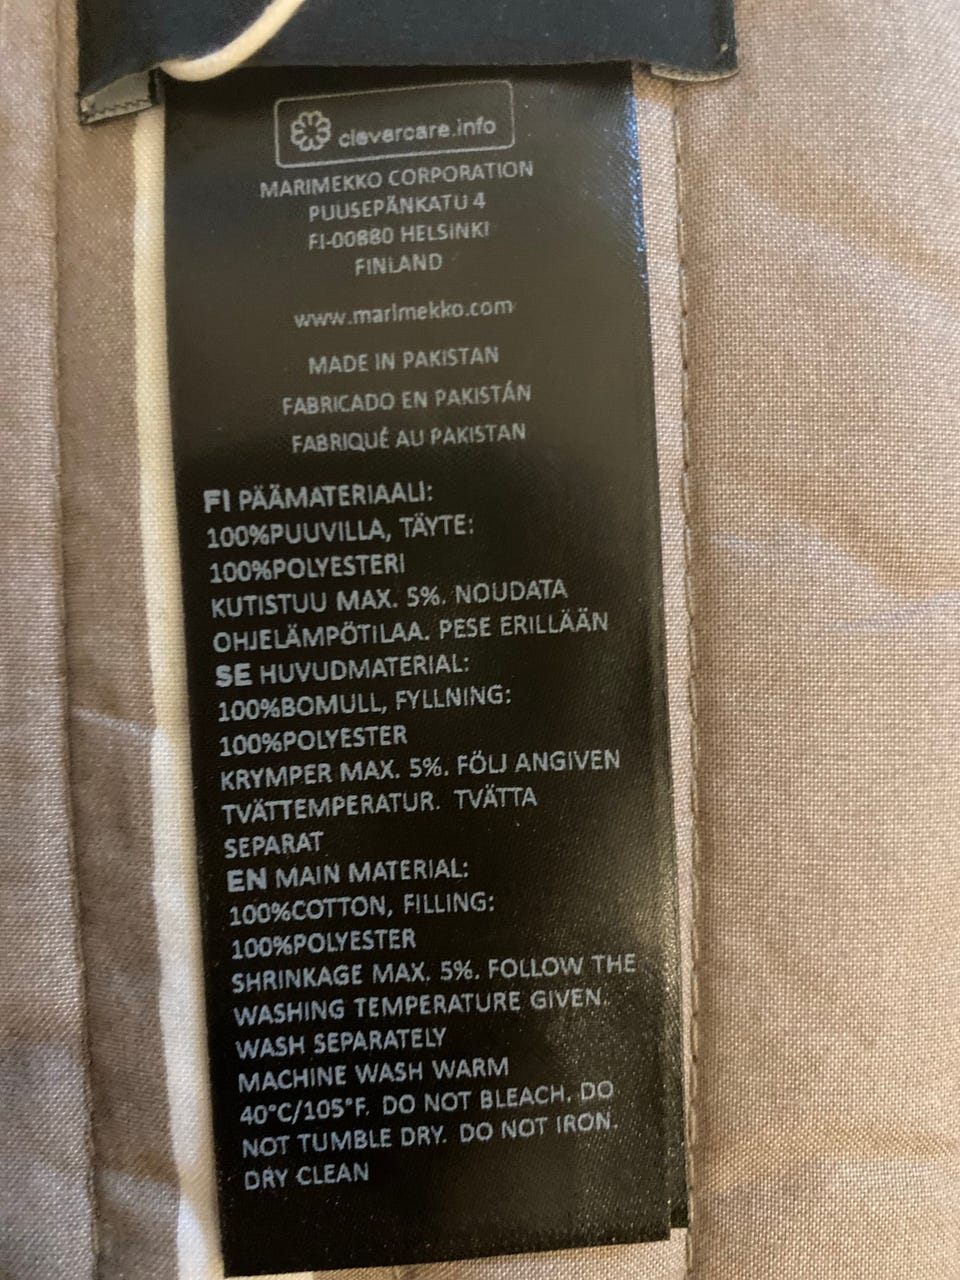 clevercare.info
MARIMEKKO CORPORATION
PUUSEPÄNKATU 4
FI-00880 HELSINKI
FINLAND
www.marimekko.com
MADE IN PAKISTAN
FABRICADO EN PAKISTÁN
FABRIQUÉ AU PAKISTAN
FI PÄÄMATERIAALI:
100%PUUVILLA, TÄYTE:
100%POLYESTERI
KUTISTUU MAX. 5%. NOUDATA
OHJELÄMPÖTILAA. PESE ERILLÄÄN
SE HUVUDMATERIAL:
100%BOMULL, FYLLNING:
100%POLYESTER
KRYMPER MAX. 5%. FÖLJ ANGIVEN
TVÄTTEMPERATUR. TVÄTTA
SEPARAT
EN MAIN MATERIAL:
100%COTTON, FILLING:
100%POLYESTER
SHRINKAGE MAX. 5%. FOLLOW THE
WASHING TEMPERATURE GIVEN.
WASH SEPARATELY
MACHINE WASH WARM
40°C/105°F. DO NOT BLEACH. DO
NOT TUMBLE DRY. DO NOT IRON.
DRY CLEAN